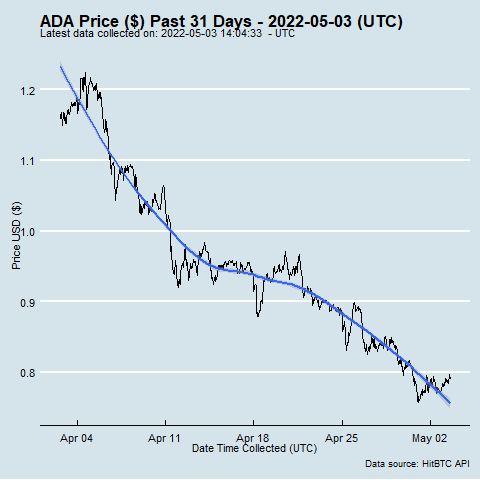 ADA Price ($) Past 31 Days - 2022-05-03 (UTC)
Latest data collected on: 2022-05-03 14:04:33  - UTC
Price USD ($)
1.2
1.1
1.0
0.9
0.8
Apr 04 Apr 11 Apr 18 Apr 25 May 02
Date Time Collected (UTC)
Data source: HitBTC API